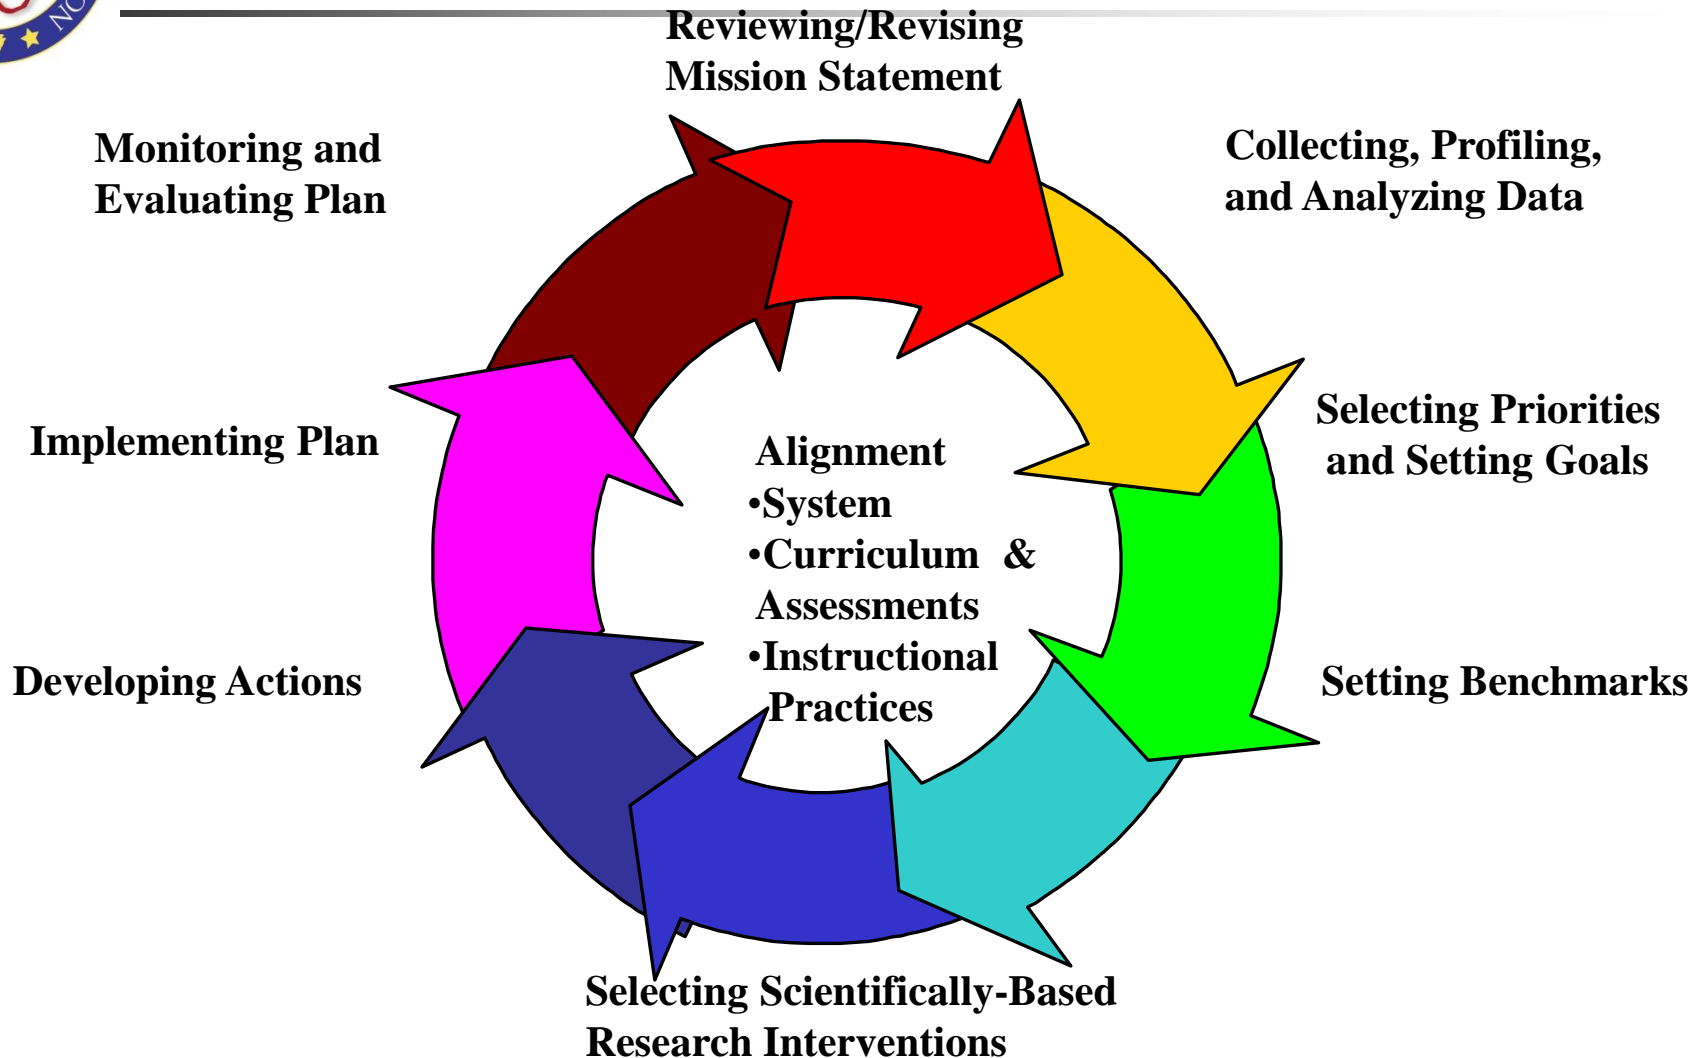 Reviewing/Revising
Mission Statement
Collecting, Profiling,
and Analyzing Data
Selecting Priorities
and Setting Goals
Setting Benchmarks
Selecting Scientifically-Based
Research Interventions
Developing Actions
Implementing Plan
Monitoring and
Evaluating Plan
Alignment
•System
•Curriculum &
Assessments
•Instructional
Practices